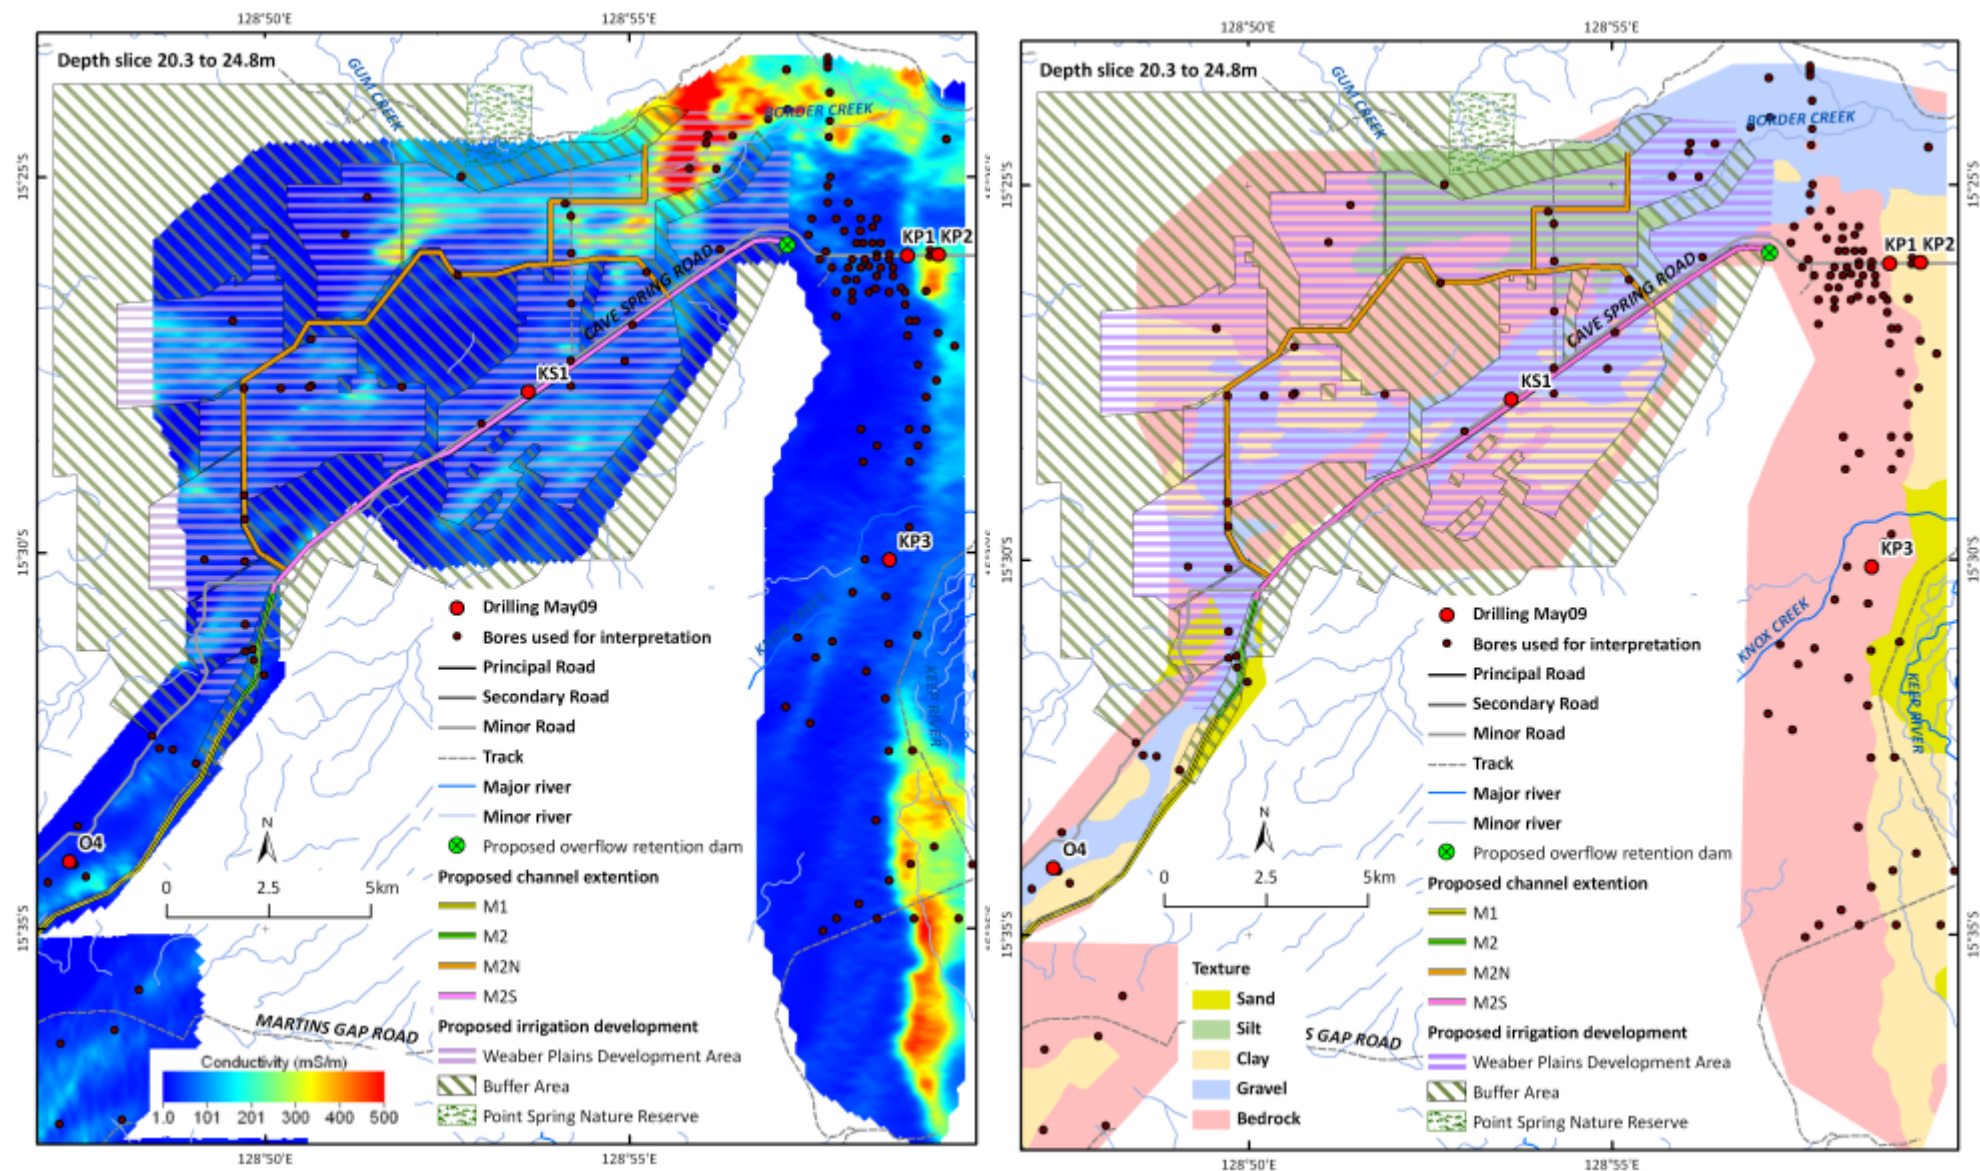 128°50'E
128°55'E
Depth slice 20.3 to 24.8m
GUM CREEK
BORDER CREEK
15°25'S
KP1 KP2
CAVE SPRING ROAD
KS1
15°30'S
KP3
KEEP RIVER
O4
15°35'S
N
0 2.5 5km
MARTINS GAP ROAD
Conductivity (mS/m)
1.0 101 201 300 400 500
Drilling May09
Bores used for interpretation
Principal Road
Secondary Road
Minor Road
Track
Major river
Minor river
Proposed overflow retention dam
Proposed channel extention
M1
M2
M2N
M2S
Proposed irrigation development
Weaber Plains Development Area
Buffer Area
Point Spring Nature Reserve
128°50'E
128°55'E
128°50'E
128°55'E
Depth slice 20.3 to 24.8m
GUM CREEK
BORDER CREEK
15°25'S
15°25'S
KP1 KP2
CAVE SPRING ROAD
KS1
15°30'S
15°30'S
KP3
KNOX CREEK
KEEP RIVER
O4
15°35'S
15°35'S
N
0 2.5 5km
S GAP ROAD
Texture
Sand
Silt
Clay
Gravel
Bedrock
Drilling May09
Bores used for interpretation
Principal Road
Secondary Road
Minor Road
Track
Major river
Minor river
Proposed overflow retention dam
Proposed channel extention
M1
M2
M2N
M2S
Proposed irrigation development
Weaber Plains Development Area
Buffer Area
Point Spring Nature Reserve
128°50'E
128°55'E